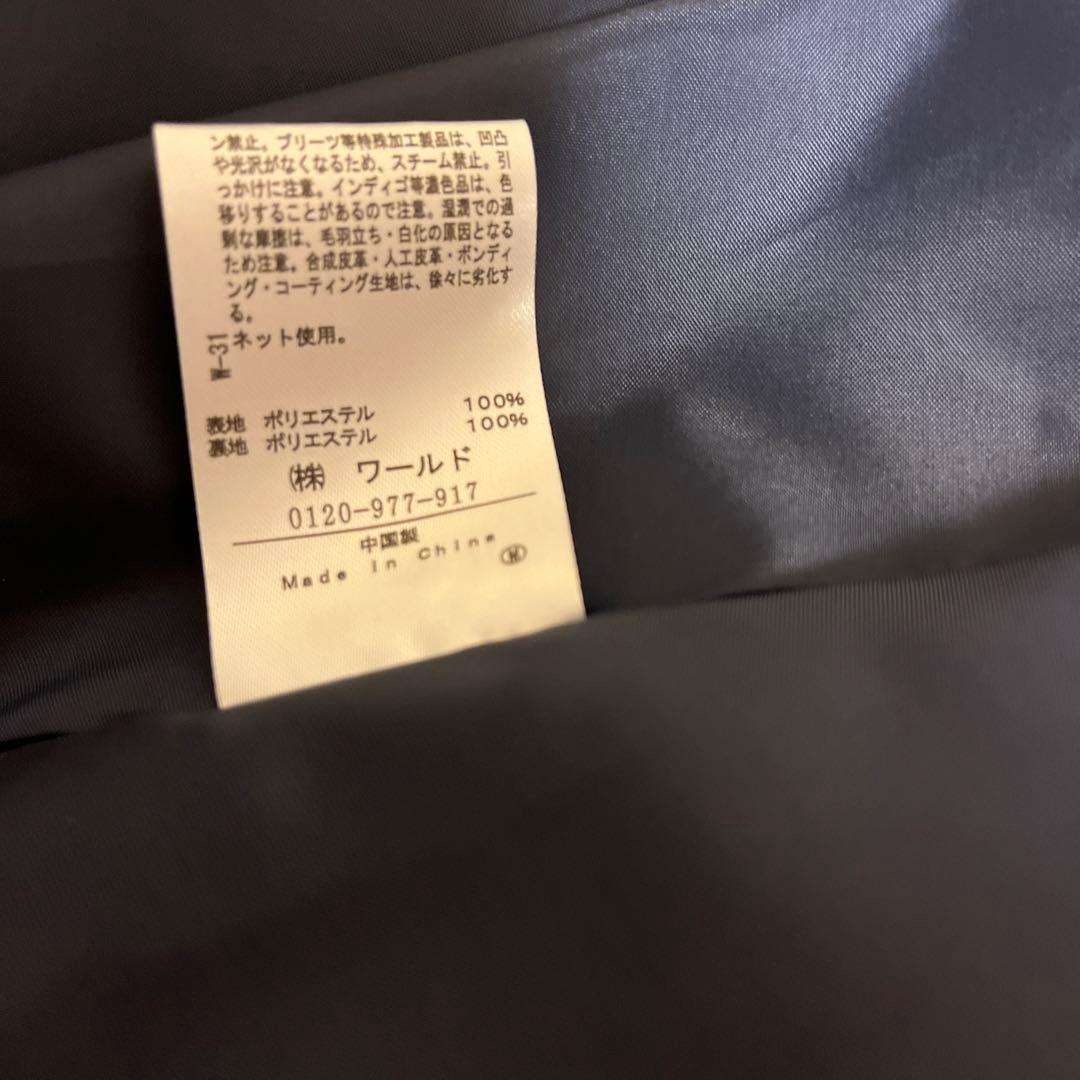 ン禁止。プリーツ等特殊加工製品は、凹凸
や光沢がなくなるため、スチーム禁止。引
っかけに注意。インディゴ等濃色品は、色
移りすることがあるので注意。湿潤での過
剰な摩擦は、毛羽立ち・白化の原因となる
ため注意。合成皮革・人工皮革・ボンディ
ング・コーティング生地は、徐々に劣化す
る。
ネット使用。
W-31
表地 ポリエステル 100%
裏地 ポリエステル 100%
㈱ ワールド
0120-977-917
中国製
Made in China
Ⓦ